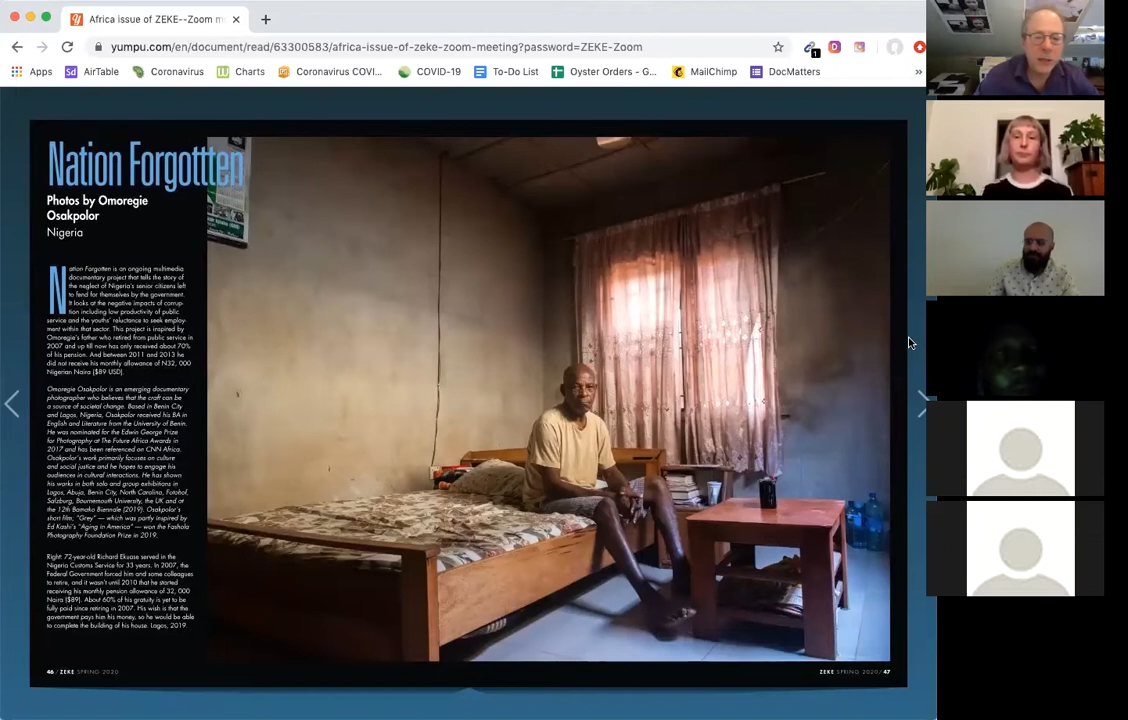 Africa issue of ZEKE--Zoom m
yumpu.com/en/document/read/63300583/africa-issue-of-zeke-zoom-meeting?password=ZEKE-Zoom
1
Apps
Sd AirTable
Coronavirus
Charts
Coronavirus COVI...
COVID-19
To-Do List
Oyster Orders - G...
MailChimp
DocMatters
»
Nation Forgottten
Photos by Omoregie
Osakpolor
Nigeria
Nation Forgotten is an ongoing multimedia
documentary project that tells the story of
the neglect of Nigeria's senior citizens left
to fend for themselves by the government.
It looks at the negative impacts of corrup-
tion including low productivity of public
service and the youths' reluctance to seek employ-
ment within that sector. This project is inspired by
Omoregie's father who retired from public service in
2007 and up till now has only received about 70%
of his pension. And between 2011 and 2013 he
did not receive his monthly allowance of N32, 000
Nigerian Naira ($89 USD).
Omoregie Osakpolor is an emerging documentary
photographer who believes that the craft can be
a source of societal change. Based in Benin City
and Lagos, Nigeria, Osakpolor received his BA in
English and Literature from the University of Benin.
He was nominated for the Edwin George Prize
for Photography at The Future Africa Awards in
2017 and has been referenced on CNN Africa.
Osakpolor's work primarily focuses on culture
and social justice and he hopes to engage his
audiences in cultural interactions. He has shown
his works in both solo and group exhibitions in
Lagos, Abuja, Benin City, North Carolina, Fotohof,
Salzburg, Bournemouth University, the UK and at
the 12th Bamako Biennale (2019). Osakpolor's
short film; "Grey" — which was partly inspired by
Ed Kashi's "Aging in America" — won the Fashola
Photography Foundation Prize in 2019.
Right: 72-year-old Richard Ekuase served in the
Nigeria Customs Service for 33 years. In 2007, the
Federal Government forced him and some colleagues
to retire, and it wasn't until 2010 that he started
receiving his monthly pension allowance of 32, 000
Naira ($89). About 60% of his gratuity is yet to be
fully paid since retiring in 2007. His wish is that the
government pays him his money, so he would be able
to complete the building of his house. Lagos, 2019.
46 / ZEKE SPRING 2020
ZEKE SPRING 2020/ 47